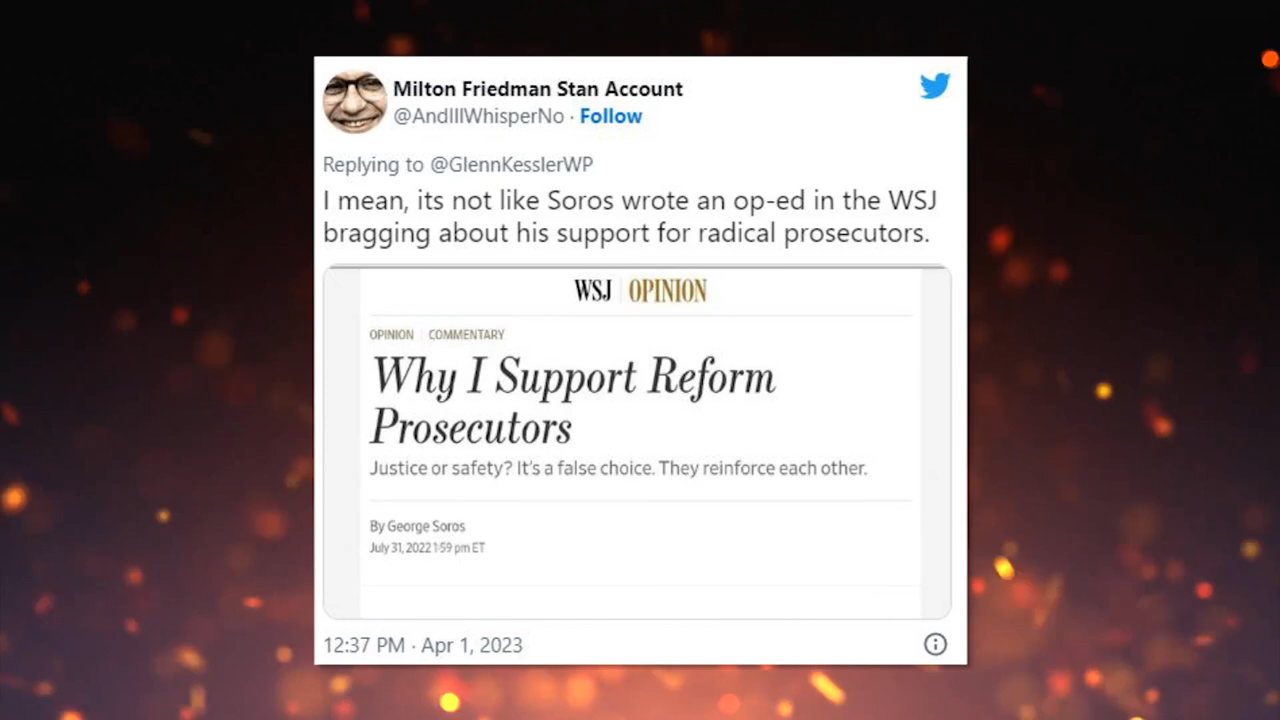 Milton Friedman Stan Account
@AndIllWhisperNo · Follow
Replying to @GlennKesslerWP
I mean, its not like Soros wrote an op-ed in the WSJ
bragging about his support for radical prosecutors.
WSJ | OPINION
OPINION | COMMENTARY
Why I Support Reform
Prosecutors
Justice or safety? It's a false choice. They reinforce each other.
By George Soros
July 31, 2022 1:59 pm ET
12:37 PM · Apr 1, 2023